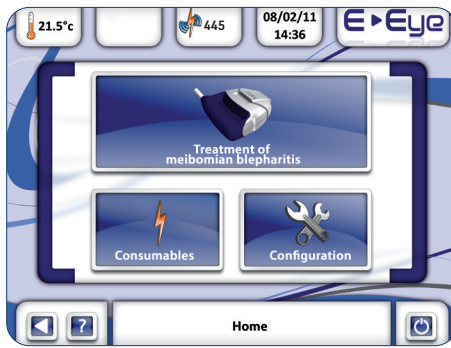 21.5°c
445
08/02/11
14:36
E‣Eye
Treatment of
meibomian blepharitis
Consumables
Configuration
?
Home